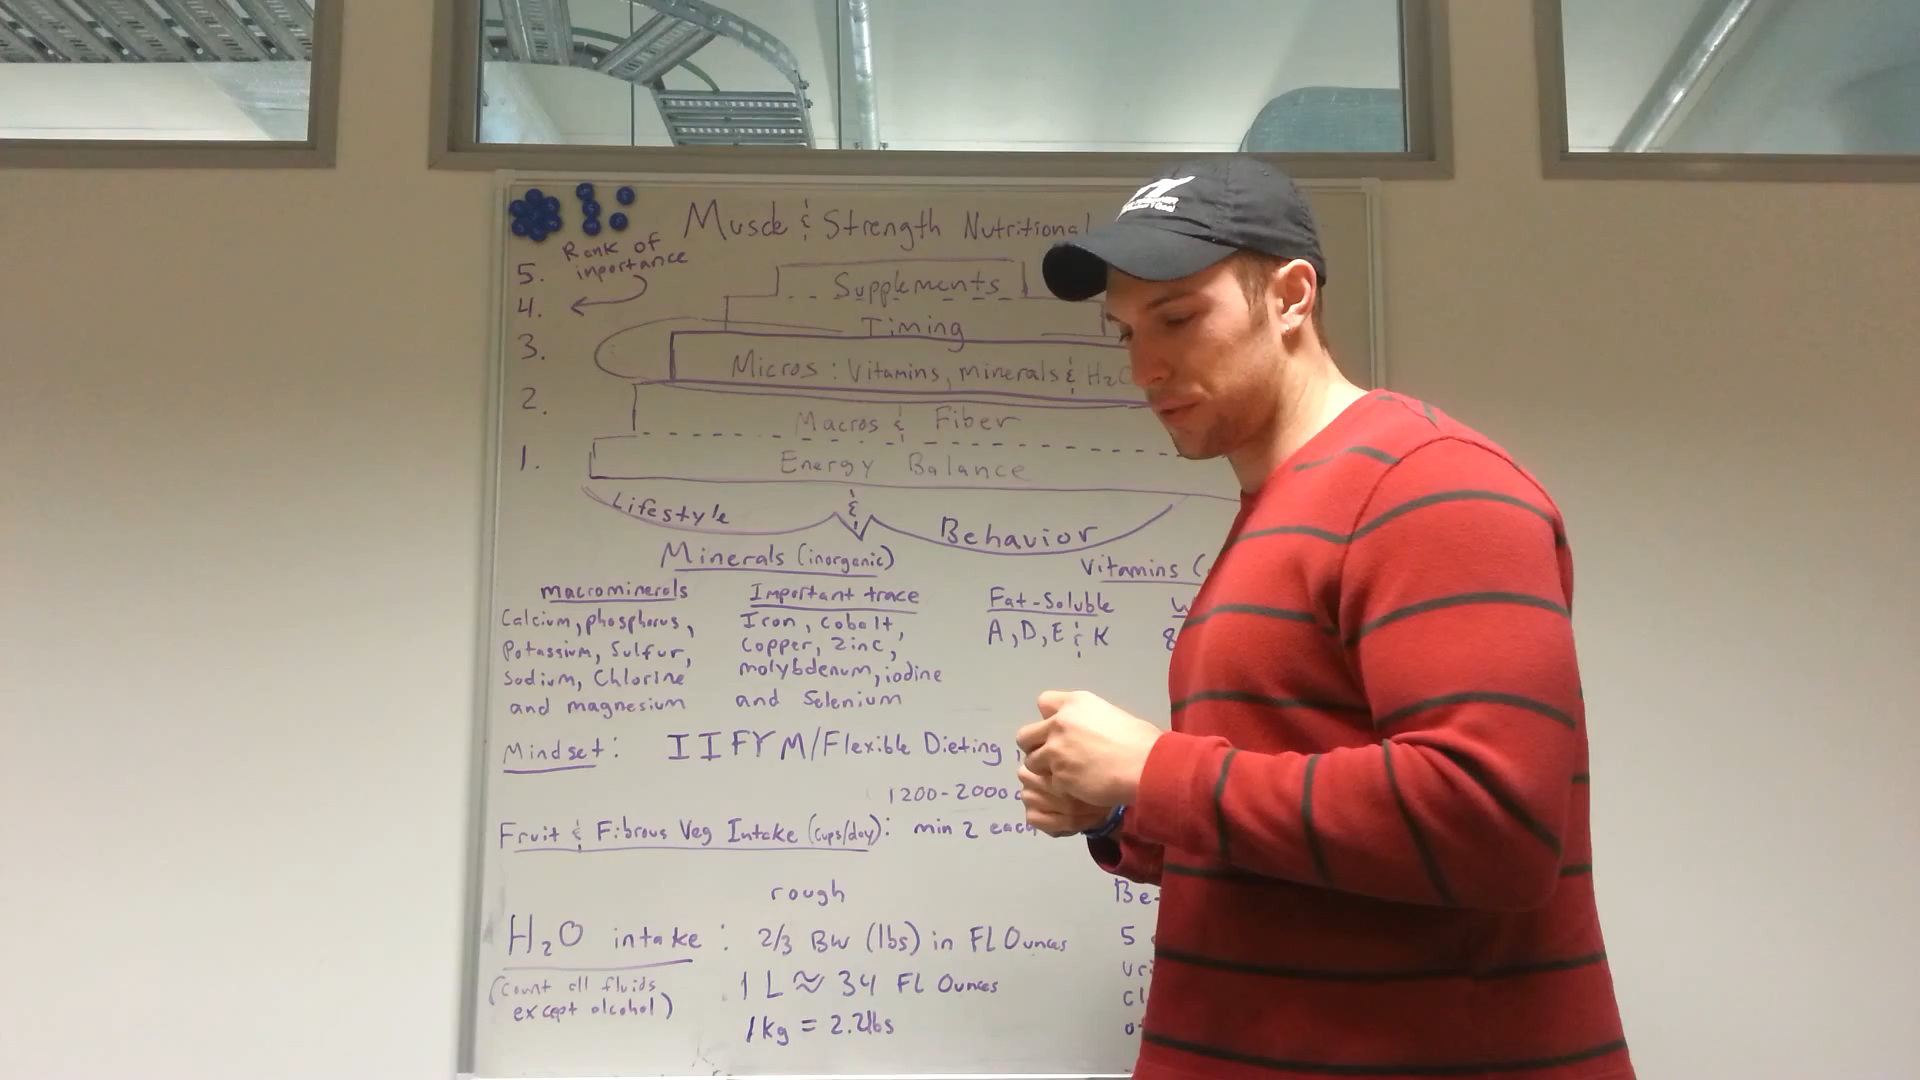 Muscle & Strength Nutritional
Rank of
importance
5.
4.
3.
2.
1.
Supplements
Timing
Micros: Vitamins, minerals & H₂O
Macros & Fiber
Energy Balance
Lifestyle & Behavior
Minerals (inorganic)
macrominerals
Calcium, phosphorus,
Potassium, Sulfur,
Sodium, Chlorine
and magnesium
Important trace
Iron, cobalt,
Copper, Zinc,
molybdenum, iodine
and Selenium
Vitamins (
Fat-Soluble
A, D, E & K
Mindset: IIFYM/Flexible Dieting
1200-2000
Fruit & Fibrous Veg Intake (cups/day): min 2 each
rough
H₂O intake: 2/3 BW (lbs) in FL Ounces
(count all fluids
except alcohol)
1 L ≈ 34 FL Ounces
1kg = 2.2lbs
5